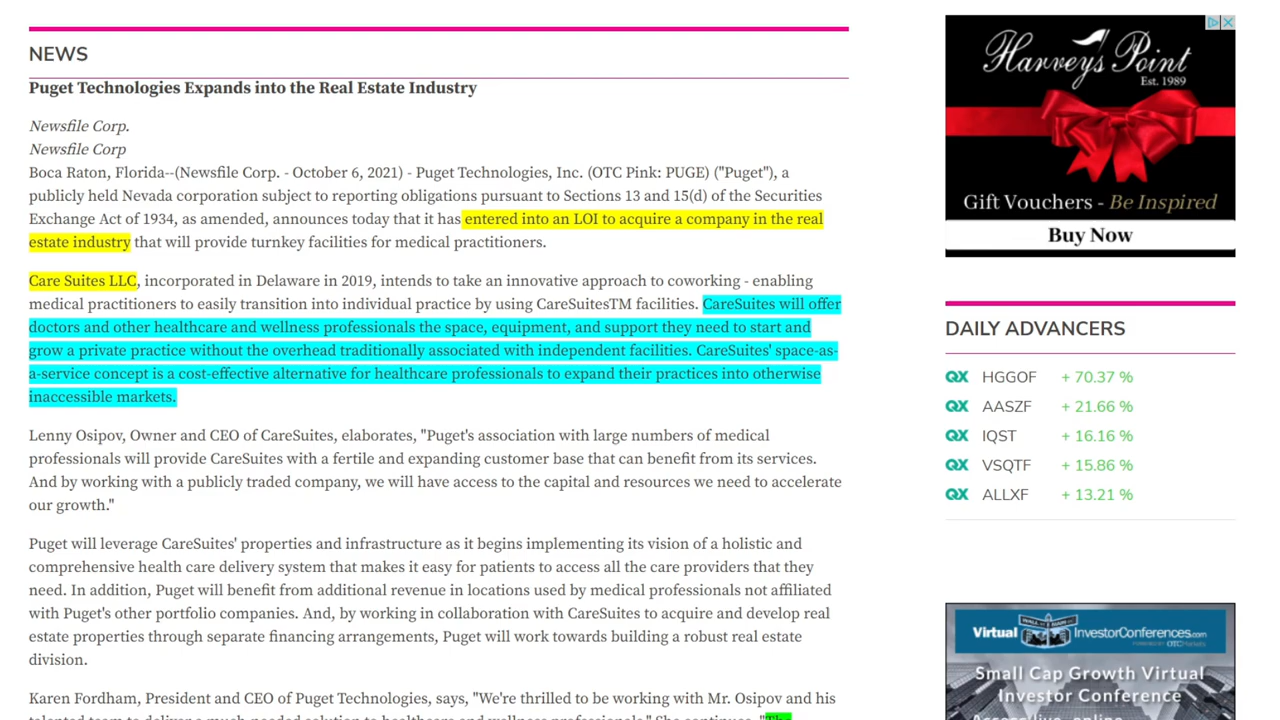 NEWS
Puget Technologies Expands into the Real Estate Industry
Newsfile Corp.
Newsfile Corp
Boca Raton, Florida--(Newsfile Corp. - October 6, 2021) - Puget Technologies, Inc. (OTC Pink: PUGE) ("Puget"), a
publicly held Nevada corporation subject to reporting obligations pursuant to Sections 13 and 15(d) of the Securities
Exchange Act of 1934, as amended, announces today that it has entered into an LOI to acquire a company in the real
estate industry that will provide turnkey facilities for medical practitioners.
Care Suites LLC, incorporated in Delaware in 2019, intends to take an innovative approach to coworking - enabling
medical practitioners to easily transition into individual practice by using CareSuitesTM facilities. CareSuites will offer
doctors and other healthcare and wellness professionals the space, equipment, and support they need to start and
grow a private practice without the overhead traditionally associated with independent facilities. CareSuites' space-as-
a-service concept is a cost-effective alternative for healthcare professionals to expand their practices into otherwise
inaccessible markets.
Lenny Osipov, Owner and CEO of CareSuites, elaborates, "Puget's association with large numbers of medical
professionals will provide CareSuites with a fertile and expanding customer base that can benefit from its services.
And by working with a publicly traded company, we will have access to the capital and resources we need to accelerate
our growth."
Puget will leverage CareSuites' properties and infrastructure as it begins implementing its vision of a holistic and
comprehensive health care delivery system that makes it easy for patients to access all the care providers that they
need. In addition, Puget will benefit from additional revenue in locations used by medical professionals not affiliated
with Puget's other portfolio companies. And, by working in collaboration with CareSuites to acquire and develop real
estate properties through separate financing arrangements, Puget will work towards building a robust real estate
division.
Karen Fordham, President and CEO of Puget Technologies, says, "We're thrilled to be working with Mr. Osipov and his
talented team to deliver a much-needed solution to healthcare and wellness professionals." She continues, "The
Harvey's Point
Est. 1989
Gift Vouchers - Be Inspired
Buy Now
DAILY ADVANCERS
QX HGGOF + 70.37 %
QX AASZF + 21.66 %
QX IQST + 16.16 %
QX VSQTF + 15.86 %
QX ALLXF + 13.21 %
Virtual InvestorConferences.com
Small Cap Growth Virtual
Investor Conference